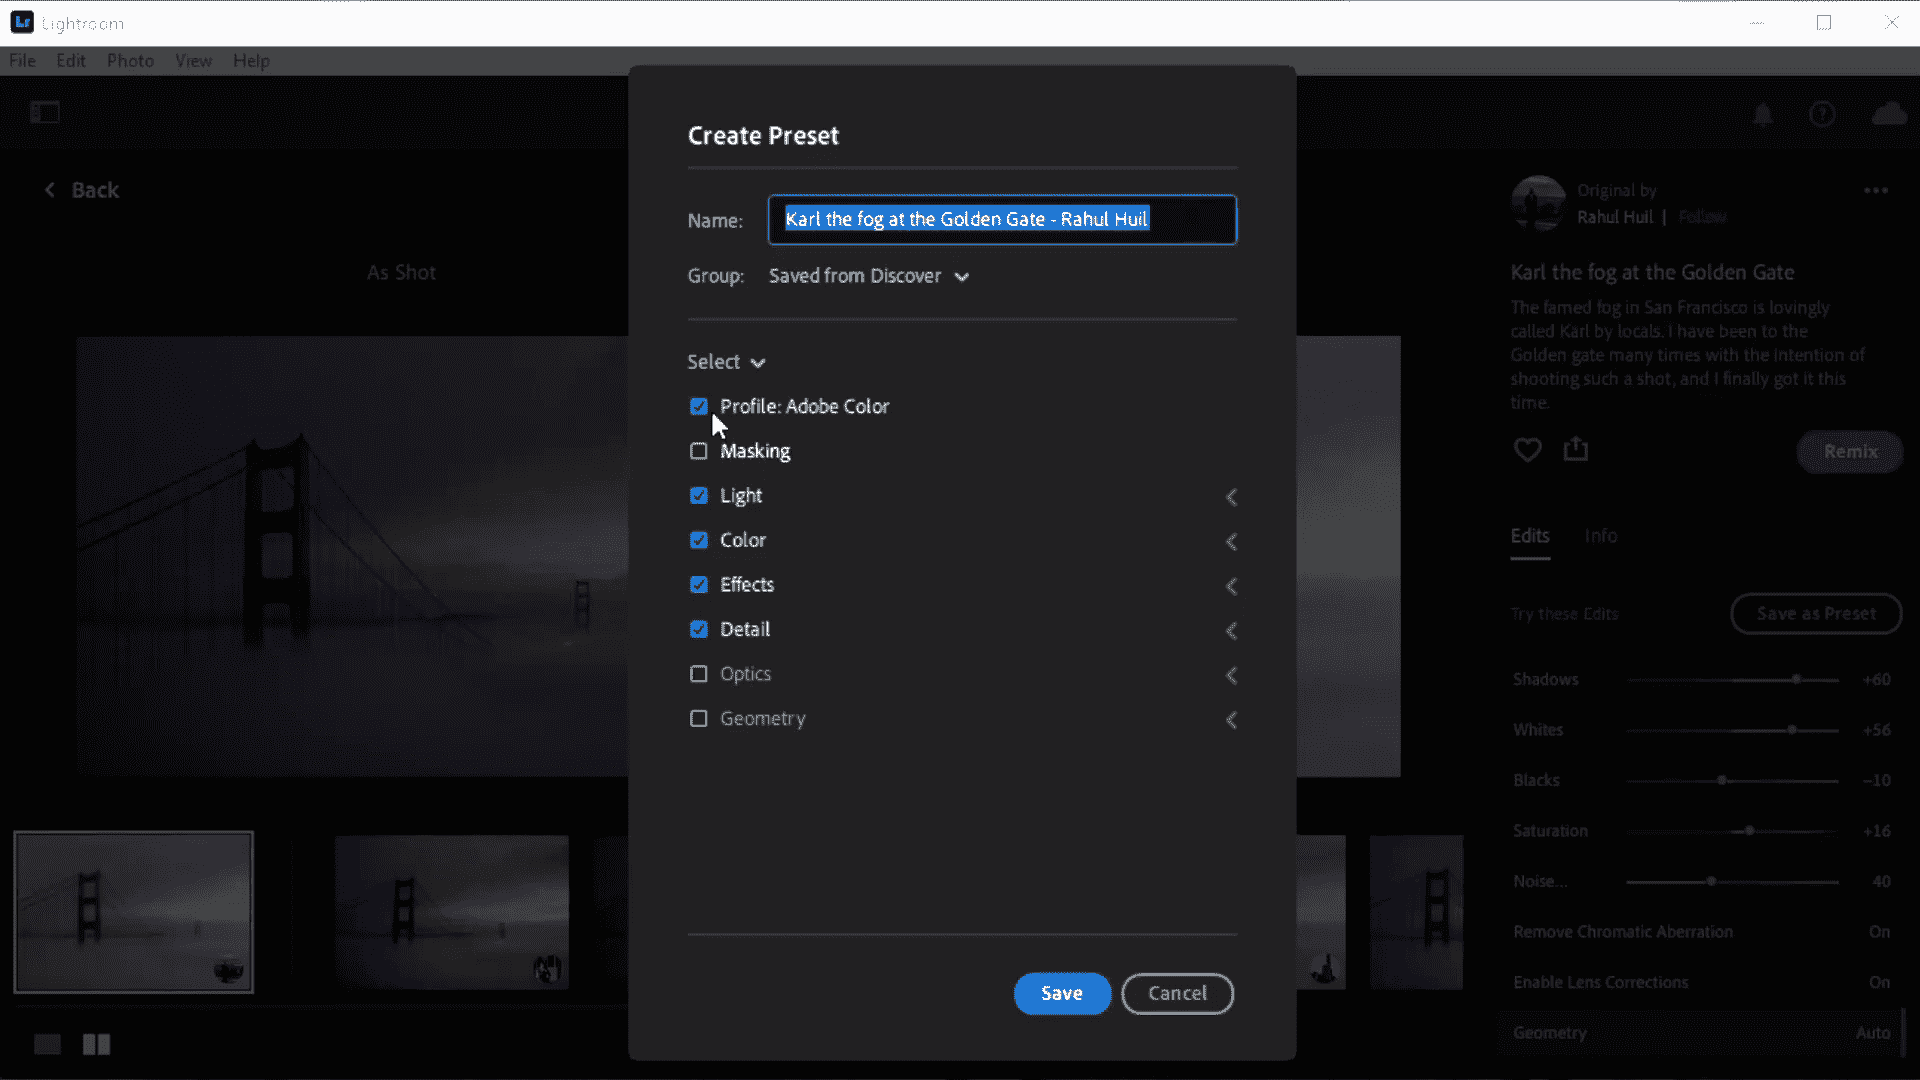 Lr Lightroom
File Edit Photo View Help
Back
As Shot
Create Preset
Name: Karl the fog at the Golden Gate - Rahul Huil
Group: Saved from Discover
Select
Profile: Adobe Color
Masking
Light
Color
Effects
Detail
Optics
Geometry
Save Cancel
Original by
Rahul Huil | Follow
Karl the fog at the Golden Gate
The famed fog in San Francisco is lovingly
called Karl by locals. I have been to the
Golden gate many times with the intention of
shooting such a shot, and I finally got it this
time.
Remix
Edits Info
Try these Edits Save as Preset
Shadows +60
Whites +56
Blacks -10
Saturation +16
Noise... 40
Remove Chromatic Aberration On
Enable Lens Corrections On
Geometry Auto